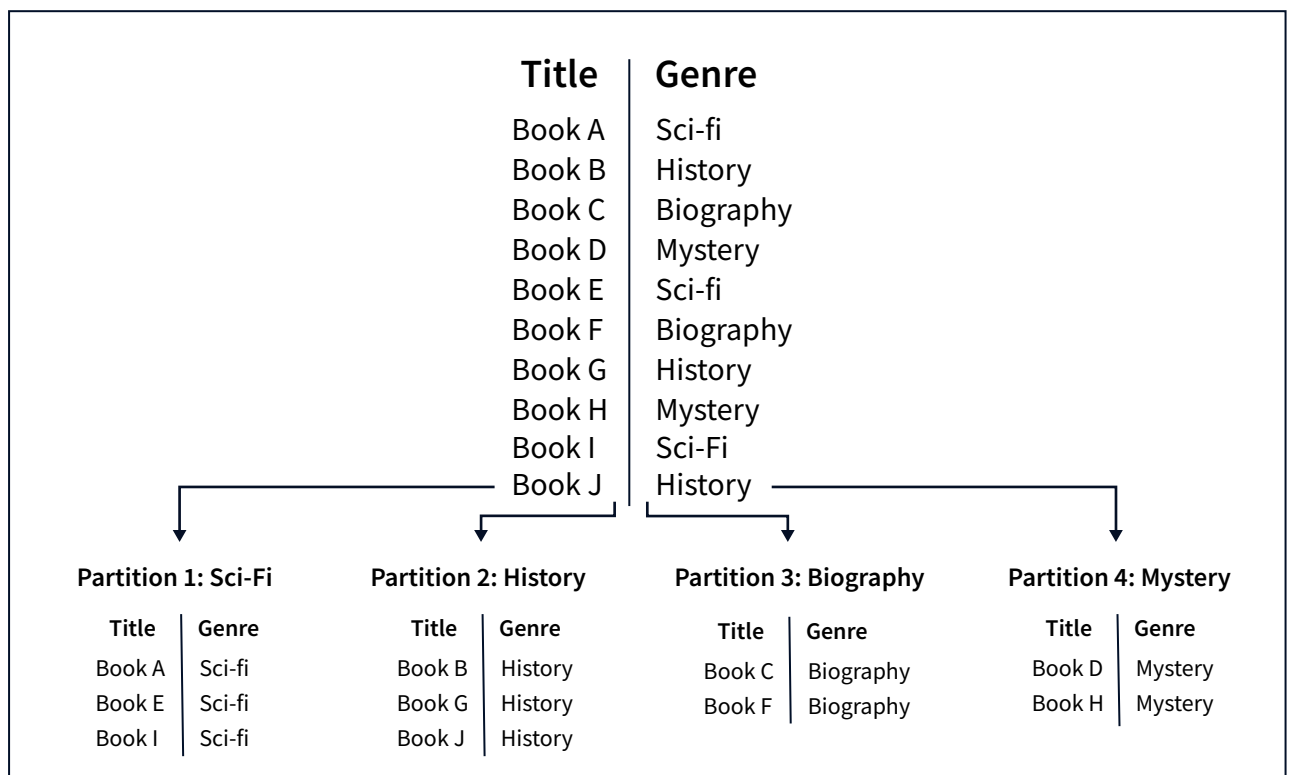 Title Genre
Book A Sci-fi
Book B History
Book C Biography
Book D Mystery
Book E Sci-fi
Book F Biography
Book G History
Book H Mystery
Book I Sci-Fi
Book J History
Partition 1: Sci-Fi
Title Genre
Book A Sci-fi
Book E Sci-fi
Book I Sci-fi
Partition 2: History
Title Genre
Book B History
Book G History
Book J History
Partition 3: Biography
Title Genre
Book C Biography
Book F Biography
Partition 4: Mystery
Title Genre
Book D Mystery
Book H Mystery